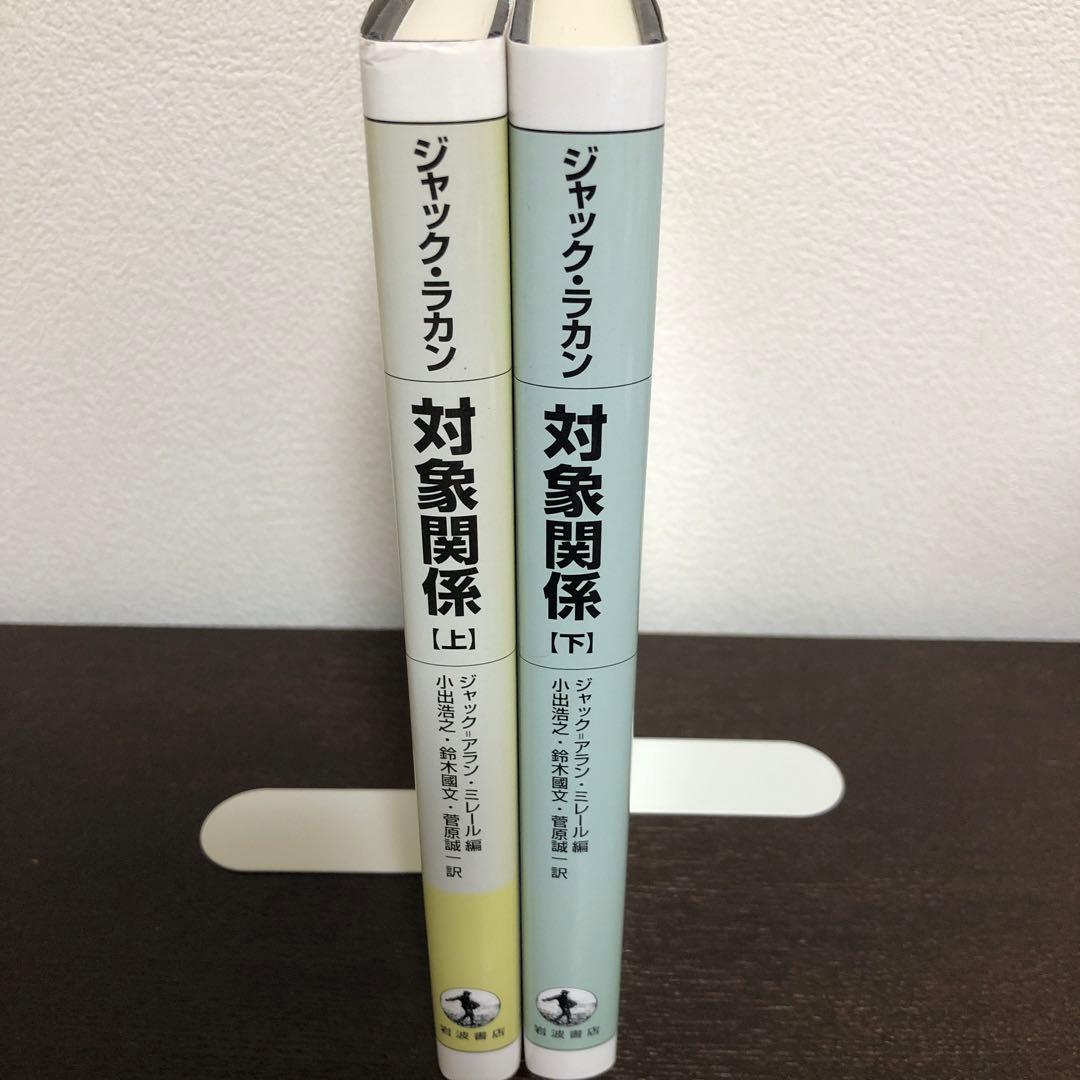 ジャック・ラカン
対象関係
【上】
ジャック=アラン・ミレール 編
小出浩之・鈴木國文・菅原誠一 訳
岩波書店
ジャック・ラカン
対象関係
【下】
ジャック=アラン・ミレール 編
小出浩之・鈴木國文・菅原誠一 訳
岩波書店